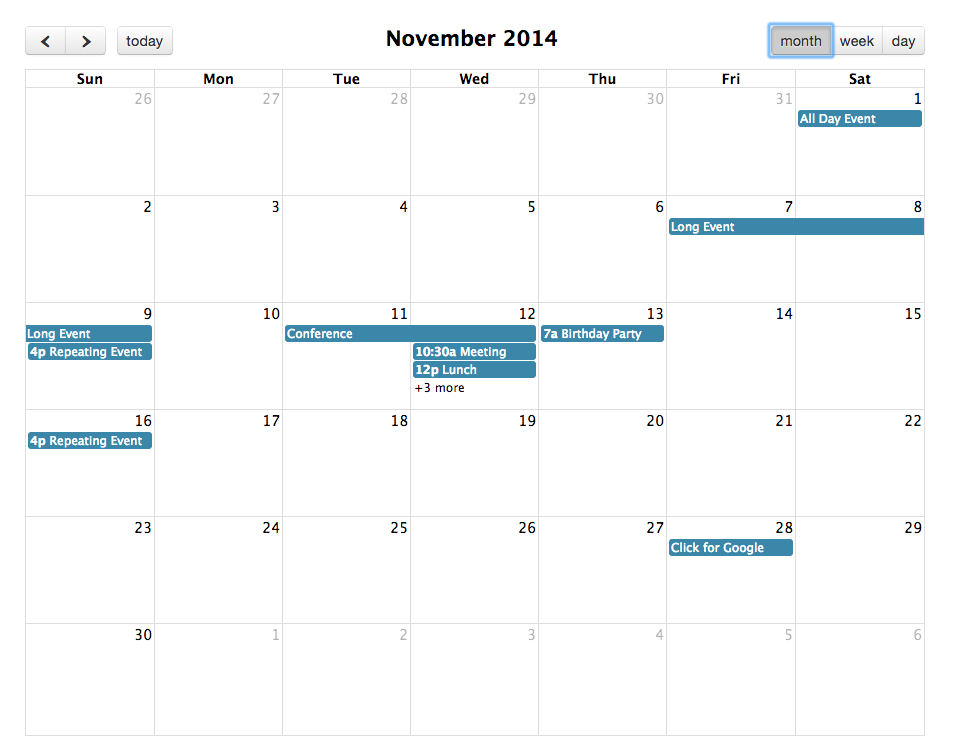 today November 2014 month week day
Sun Mon Tue Wed Thu Fri Sat
26 27 28 29 30 31 1
All Day Event
2 3 4 5 6 7 8
Long Event
9 10 11 12 13 14 15
Long Event Conference 7a Birthday Party
4p Repeating Event 10:30a Meeting
12p Lunch
+3 more
16 17 18 19 20 21 22
4p Repeating Event
23 24 25 26 27 28 29
Click for Google
30 1 2 3 4 5 6